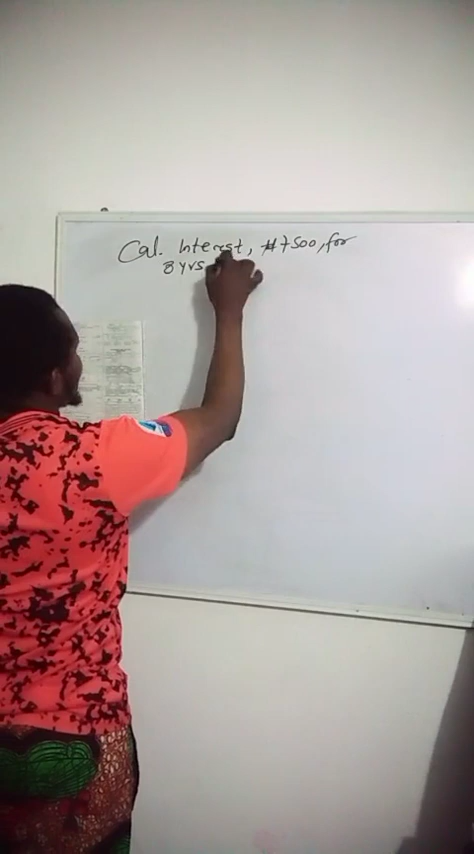 Cal. Interest, #7500, for
8 yrs